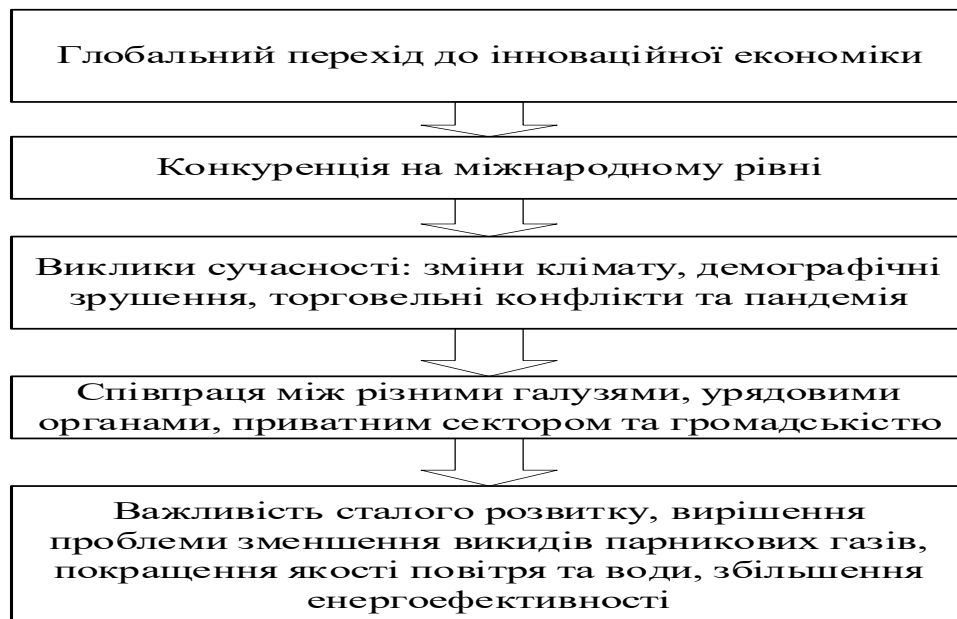 Глобальний перехід до інноваційної економіки
Конкуренція на міжнародному рівні
Виклики сучасності: зміни клімату, демографічні
зрушення, торговельні конфлікти та пандемія
Співпраця між різними галузями, урядовими
органами, приватним сектором та громадськістю
Важливість сталого розвитку, вирішення
проблеми зменшення викидів парникових газів,
покращення якості повітря та води, збільшення
енергоефективності